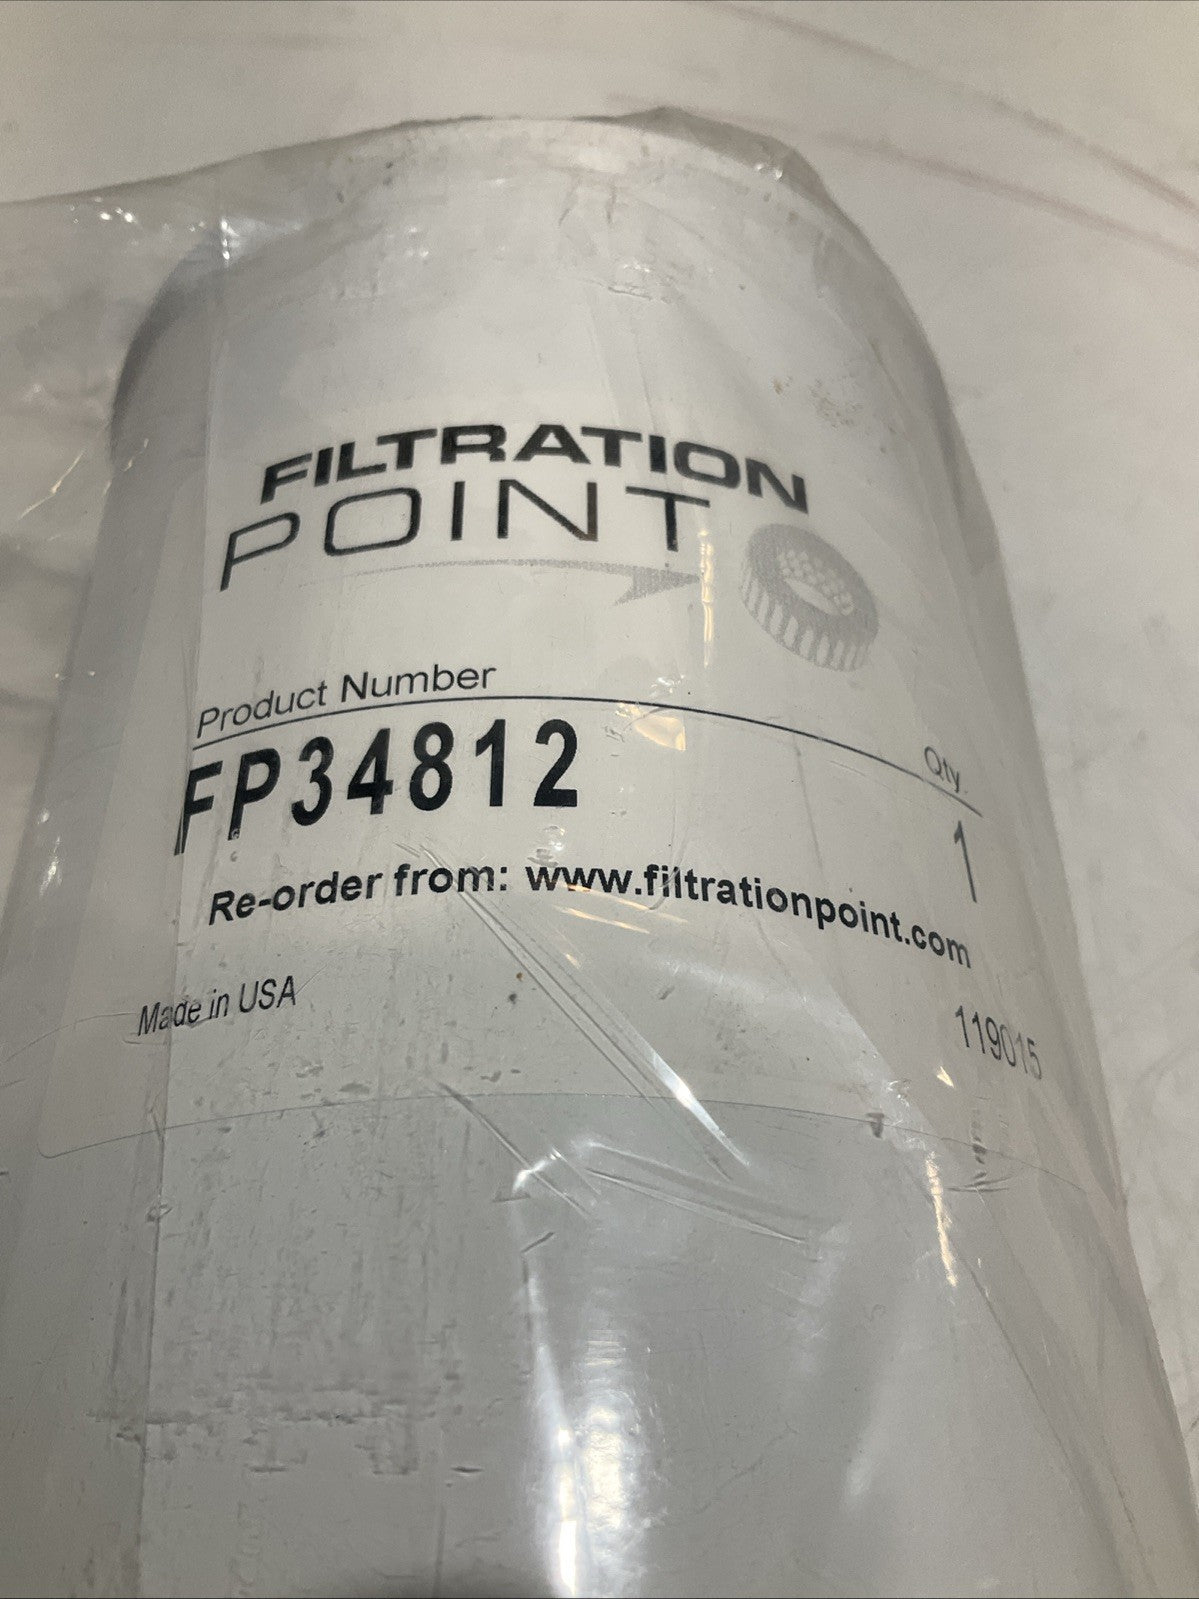 FILTRATION
POINT
Product Number
Qty.
FP34812
1
Re-order from: www.filtrationpoint.com
Made in USA
119015